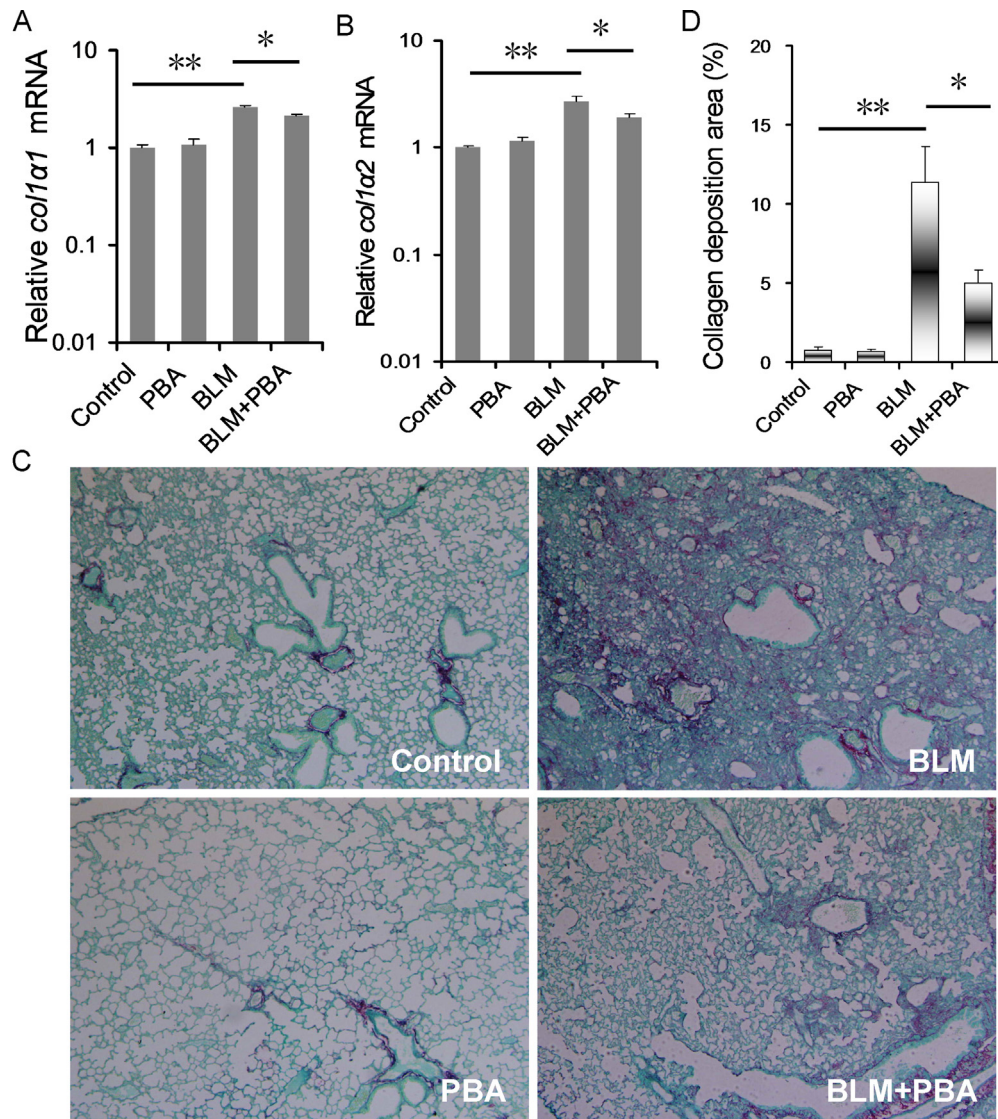 A
Relative col1α1 mRNA
10
1
0.1
0.01
**
*
Control
PBA
BLM
BLM+PBA
B
Relative col1α2 mRNA
10
1
0.1
0.01
**
*
Control
PBA
BLM
BLM+PBA
D
Collagen deposition area (%)
20
15
10
5
0
**
*
Control
PBA
BLM
BLM+PBA
C
Control
BLM
PBA
BLM+PBA